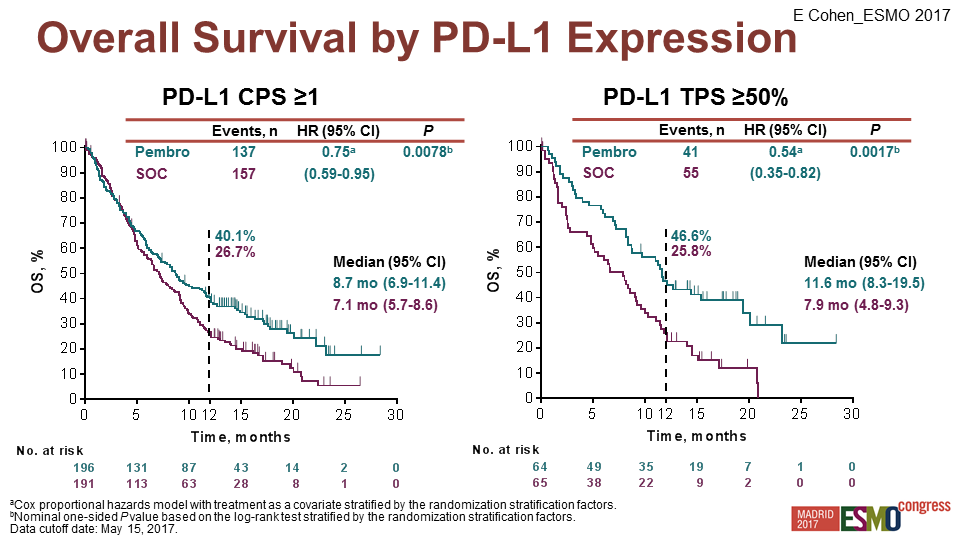 E Cohen_ESMO 2017
Overall Survival by PD-L1 Expression
PD-L1 CPS ≥1
Events, n HR (95% CI) P
Pembro 137 0.75ᵃ 0.0078ᵇ
SOC 157 (0.59-0.95)
OS, %
100
90
80
70
60
50
40
30
20
10
0
40.1%
26.7%
Median (95% CI)
8.7 mo (6.9-11.4)
7.1 mo (5.7-8.6)
0 5 10 12 15 20 25 30
Time, months
No. at risk
196 131 87 43 14 2 0
191 113 63 28 8 1 0
PD-L1 TPS ≥50%
Events, n HR (95% CI) P
Pembro 41 0.54ᵃ 0.0017ᵇ
SOC 55 (0.35-0.82)
OS, %
100
90
80
70
60
50
40
30
20
10
0
46.6%
25.8%
Median (95% CI)
11.6 mo (8.3-19.5)
7.9 mo (4.8-9.3)
0 5 10 12 15 20 25 30
Time, months
No. at risk
64 49 35 19 7 1 0
65 38 22 9 2 0 0
ᵃCox proportional hazards model with treatment as a covariate stratified by the randomization stratification factors.
ᵇNominal one-sided P value based on the log-rank test stratified by the randomization stratification factors.
Data cutoff date: May 15, 2017.
MADRID
2017
ESMO congress